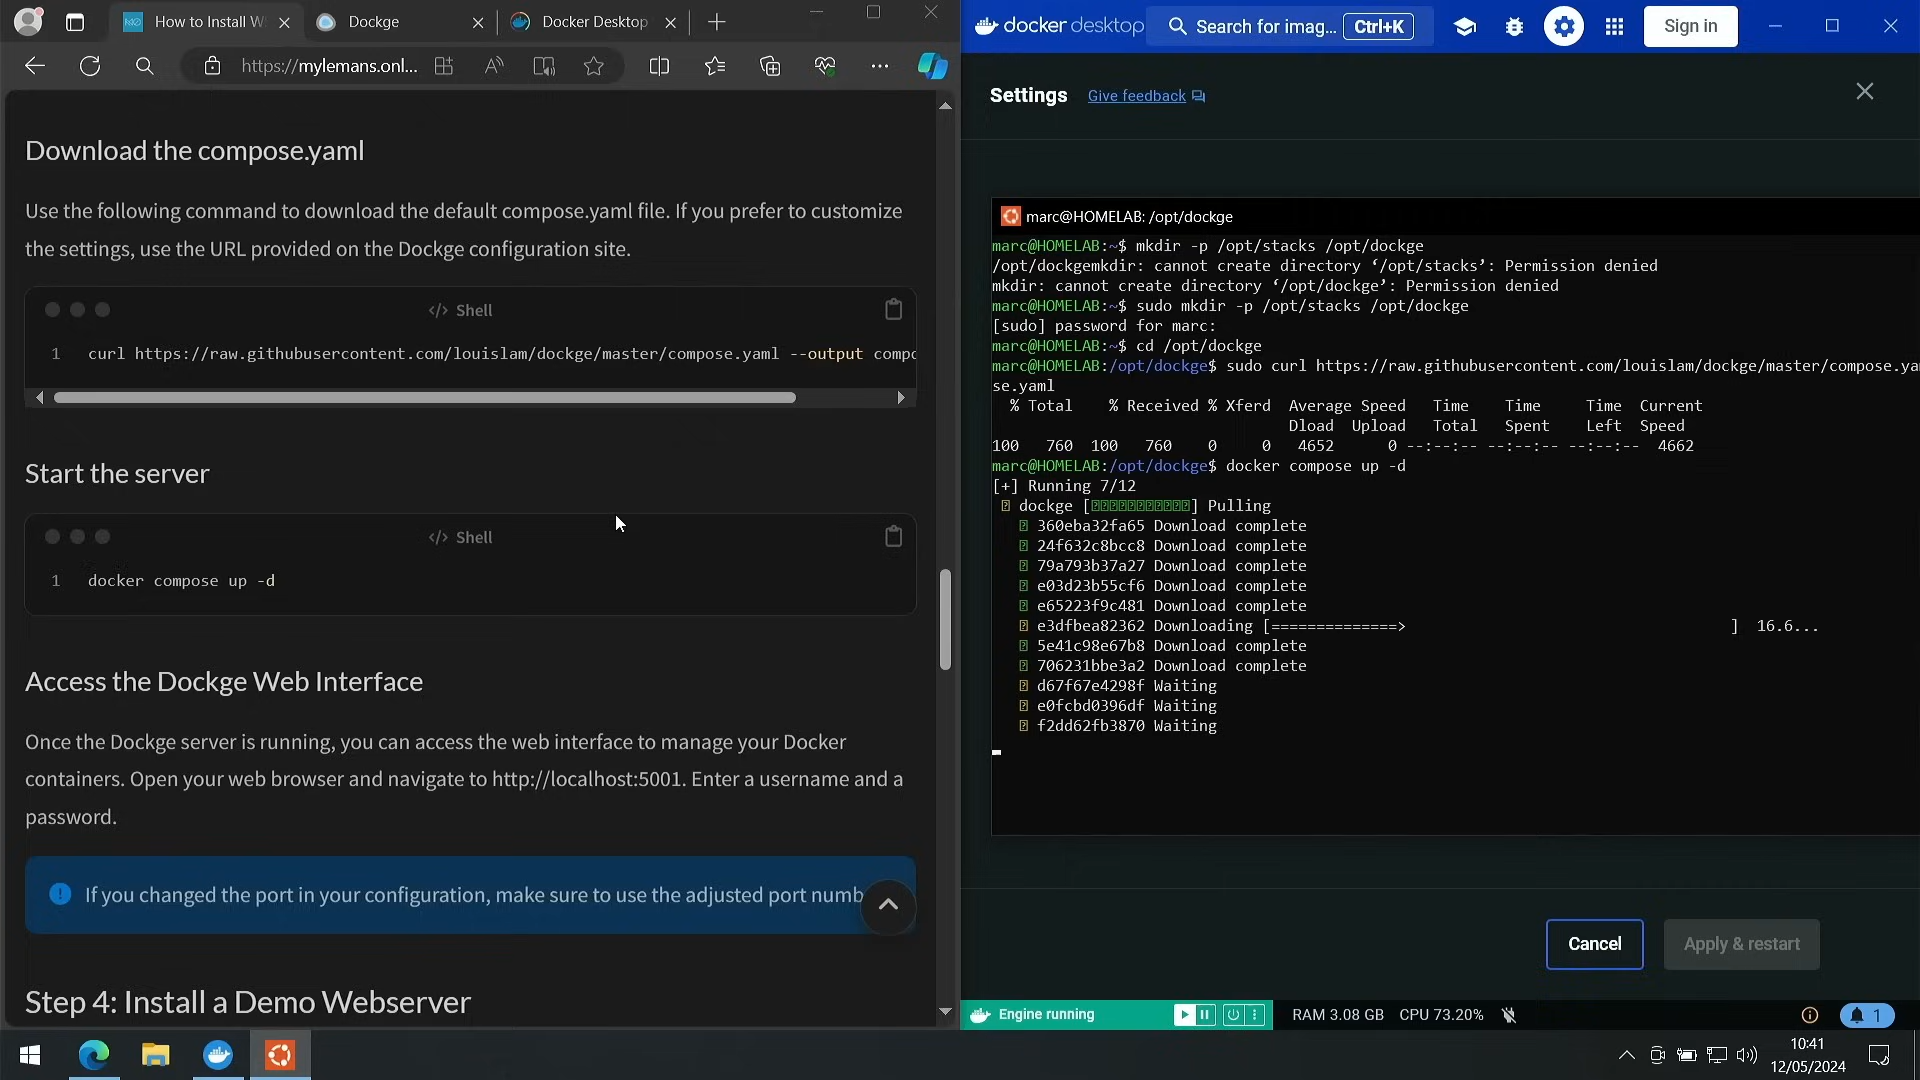 How to Install W
Dockge
Docker Desktop
https://mylemans.onl...
Download the compose.yaml
Use the following command to download the default compose.yaml file. If you prefer to customize
the settings, use the URL provided on the Dockge configuration site.
</> Shell
1 curl https://raw.githubusercontent.com/louislam/dockge/master/compose.yaml --output compo
Start the server
</> Shell
1 docker compose up -d
Access the Dockge Web Interface
Once the Dockge server is running, you can access the web interface to manage your Docker
containers. Open your web browser and navigate to http://localhost:5001. Enter a username and a
password.
If you changed the port in your configuration, make sure to use the adjusted port numb
Step 4: Install a Demo Webserver
docker desktop
Search for imag...
Ctrl+K
Sign in
Settings
Give feedback
marc@HOMELAB: /opt/dockge
marc@HOMELAB:~$ mkdir -p /opt/stacks /opt/dockge
/opt/dockgemkdir: cannot create directory ‘/opt/stacks’: Permission denied
mkdir: cannot create directory ‘/opt/dockge’: Permission denied
marc@HOMELAB:~$ sudo mkdir -p /opt/stacks /opt/dockge
[sudo] password for marc:
marc@HOMELAB:~$ cd /opt/dockge
marc@HOMELAB:/opt/dockge$ sudo curl https://raw.githubusercontent.com/louislam/dockge/master/compose.ya
se.yaml
% Total % Received % Xferd Average Speed Time Time Time Current
Dload Upload Total Spent Left Speed
100 760 100 760 0 0 4652 0 --:--:-- --:--:-- --:--:-- 4662
marc@HOMELAB:/opt/dockge$ docker compose up -d
[+] Running 7/12
dockge [ ] Pulling
360eba32fa65 Download complete
24f632c8bcc8 Download complete
79a793b37a27 Download complete
e03d23b55cf6 Download complete
e65223f9c481 Download complete
e3dfbea82362 Downloading [==============> ] 16.6...
5e41c98e67b8 Download complete
706231bbe3a2 Download complete
d67f67e4298f Waiting
e0fcbd0396df Waiting
f2dd62fb3870 Waiting
Cancel
Apply & restart
Engine running
RAM 3.08 GB CPU 73.20%
1
10:41
12/05/2024